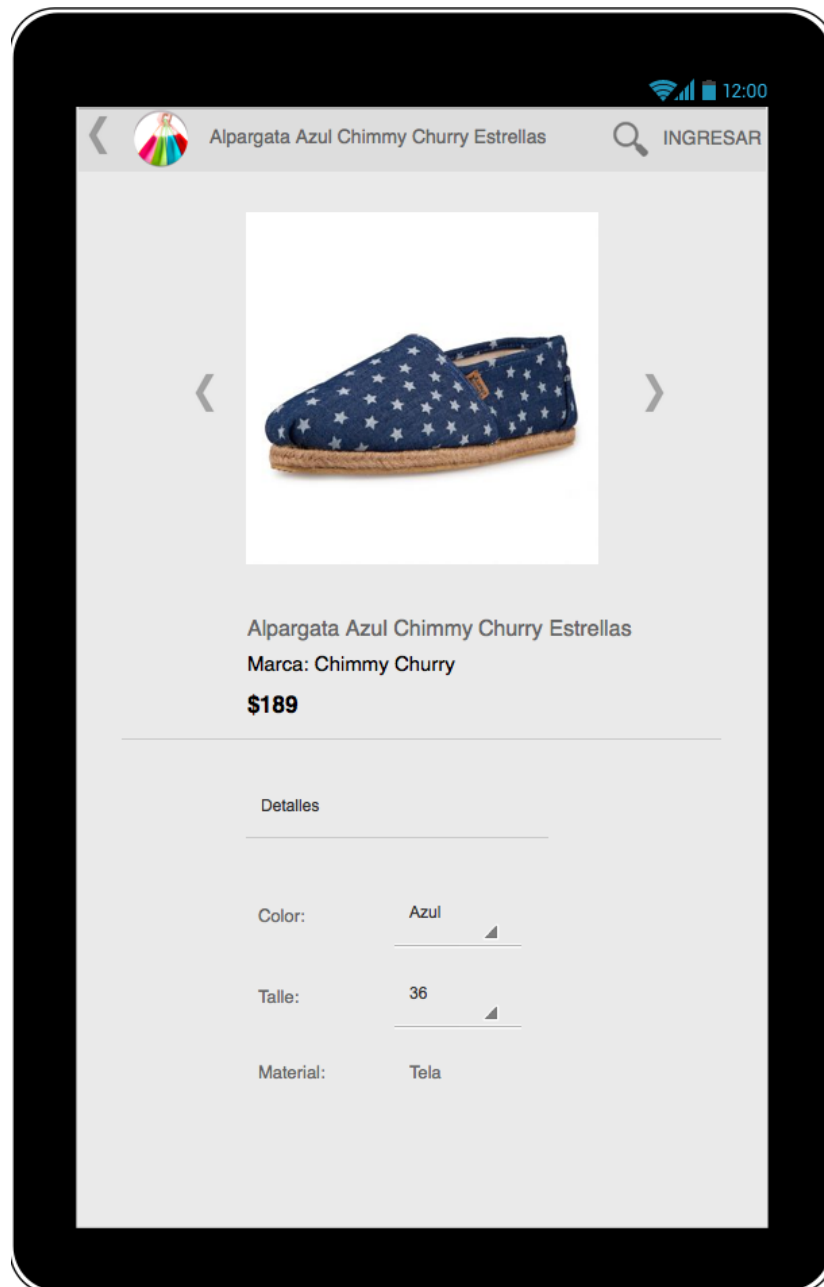 12:00
Alpargata Azul Chimmy Churry Estrellas INGRESAR
Alpargata Azul Chimmy Churry Estrellas
Marca: Chimmy Churry
$189
Detalles
Color: Azul
Talle: 36
Material: Tela